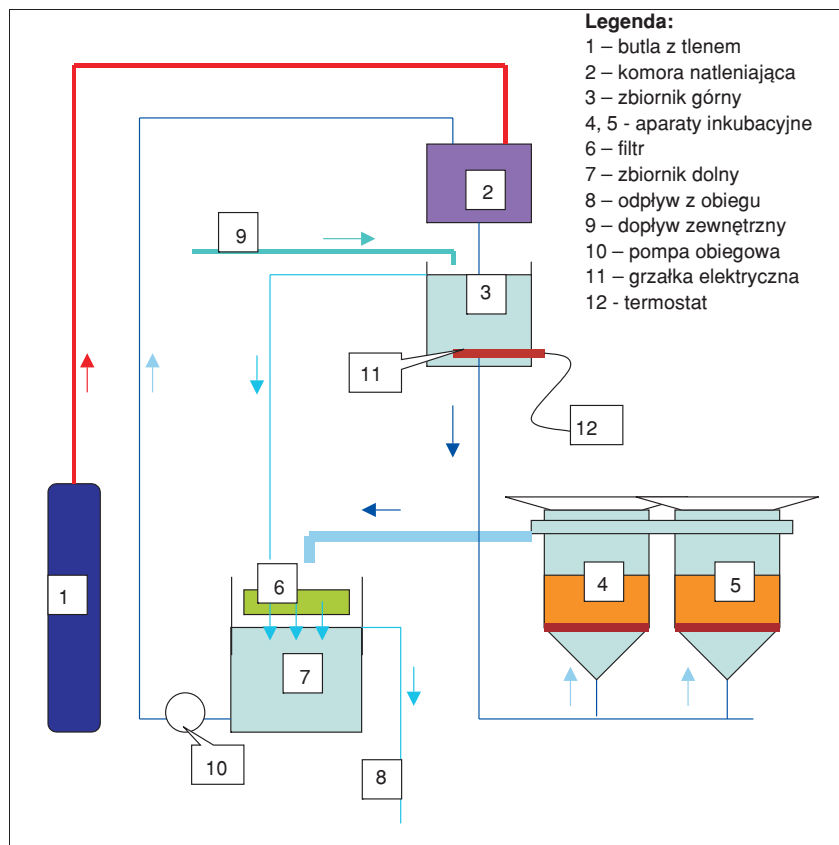 Legenda:
1 – butla z tlenem
2 – komora natleniająca
3 – zbiornik górny
4, 5 - aparaty inkubacyjne
6 – filtr
7 – zbiornik dolny
8 – odpływ z obiegu
9 – dopływ zewnętrzny
10 – pompa obiegowa
11 – grzałka elektryczna
12 - termostat
2
9
3
11
12
6
4
5
1
7
10
8